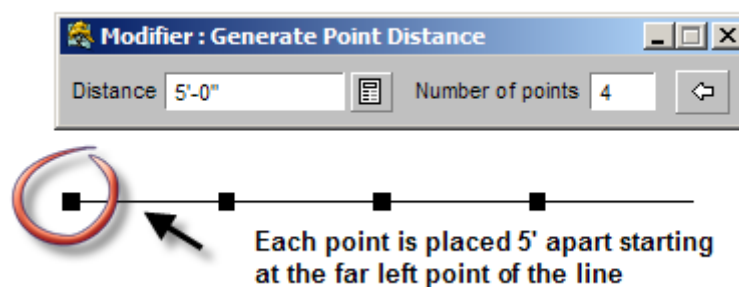 Modifier : Generate Point Distance
Distance 5'-0" Number of points 4
Each point is placed 5' apart starting
at the far left point of the line